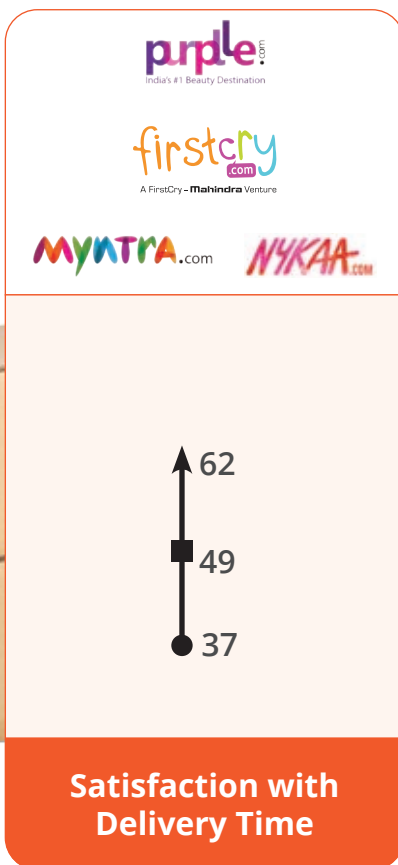 purplle.com
India's #1 Beauty Destination
firstcry
.com
A FirstCry – Mahindra Venture
MYNTRA.com
NYKAA.COM
62
49
37
Satisfaction with
Delivery Time